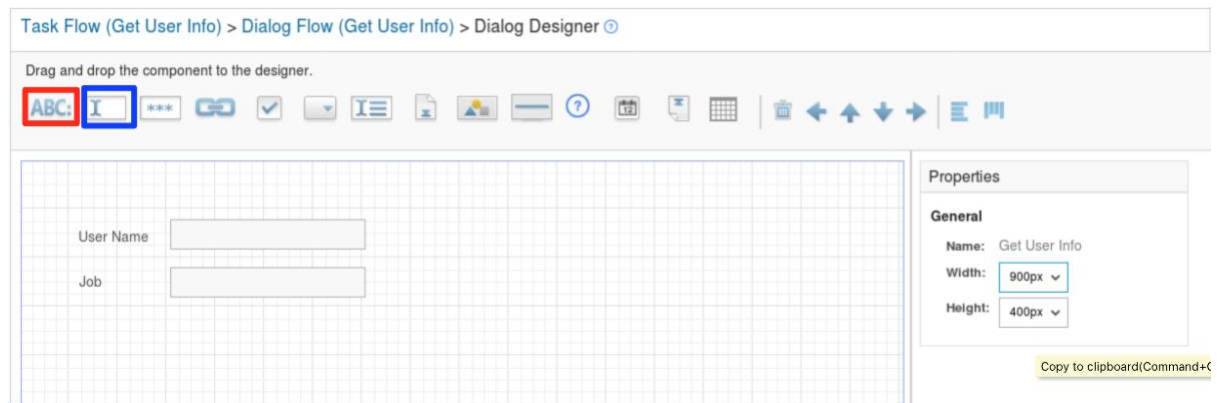 Task Flow (Get User Info) > Dialog Flow (Get User Info) > Dialog Designer ?
Drag and drop the component to the designer.
ABC: *** ? 12
Properties
General
User Name
Name: Get User Info
Job
Width: 900px
Height: 400px
Copy to clipboard(Command+C